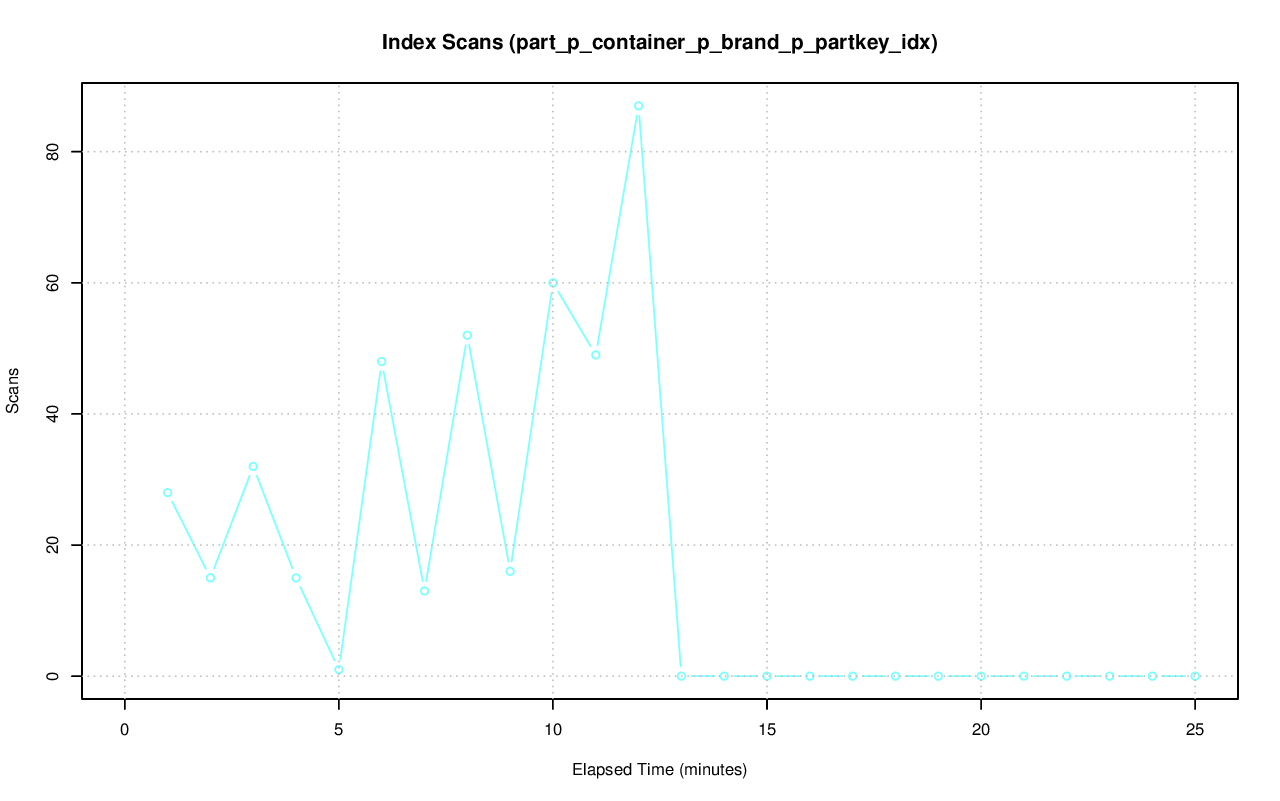 Index Scans (part_p_container_p_brand_p_partkey_idx)
80
60
40
20
0
Scans
0 5 10 15 20 25
Elapsed Time (minutes)